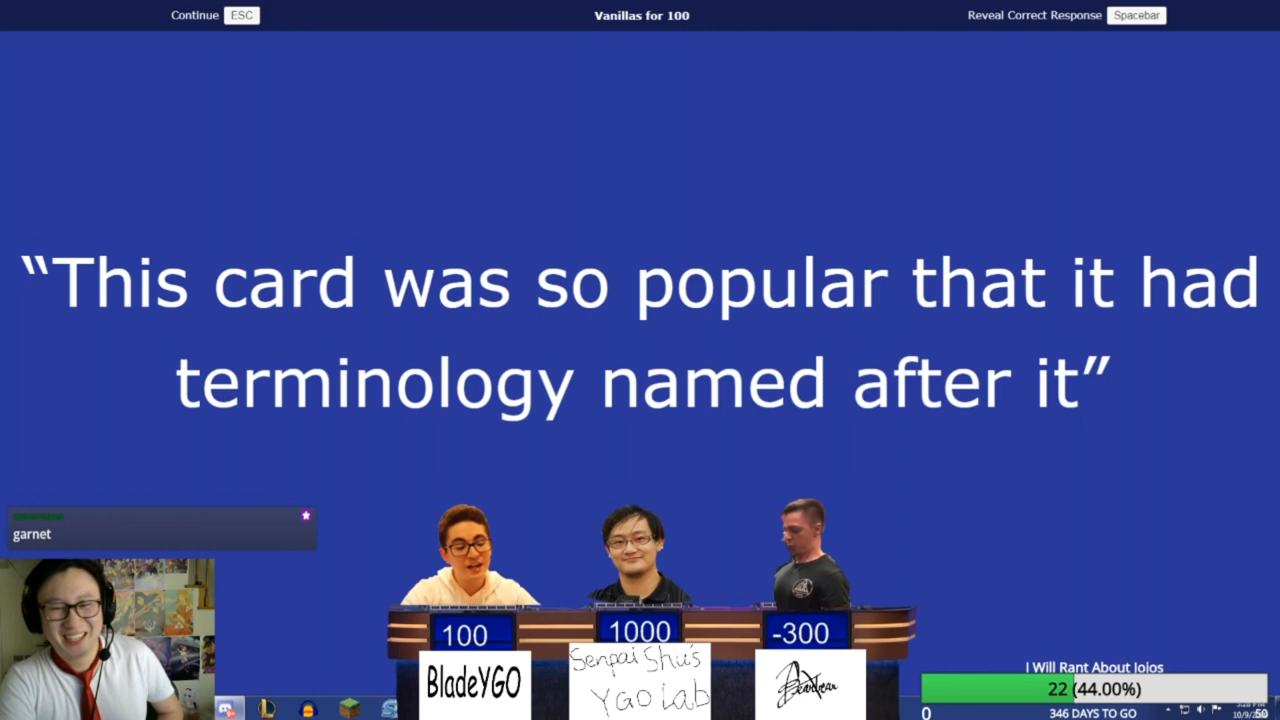 Continue ESC
Vanillas for 100
Reveal Correct Response Spacebar
“This card was so popular that it had
terminology named after it”
garnet
100
1000
-300
BladeYGO
Senpai Shu's
YGO Lab
I Will Rant About Jojos
22 (44.00%)
0
346 DAYS TO GO
50